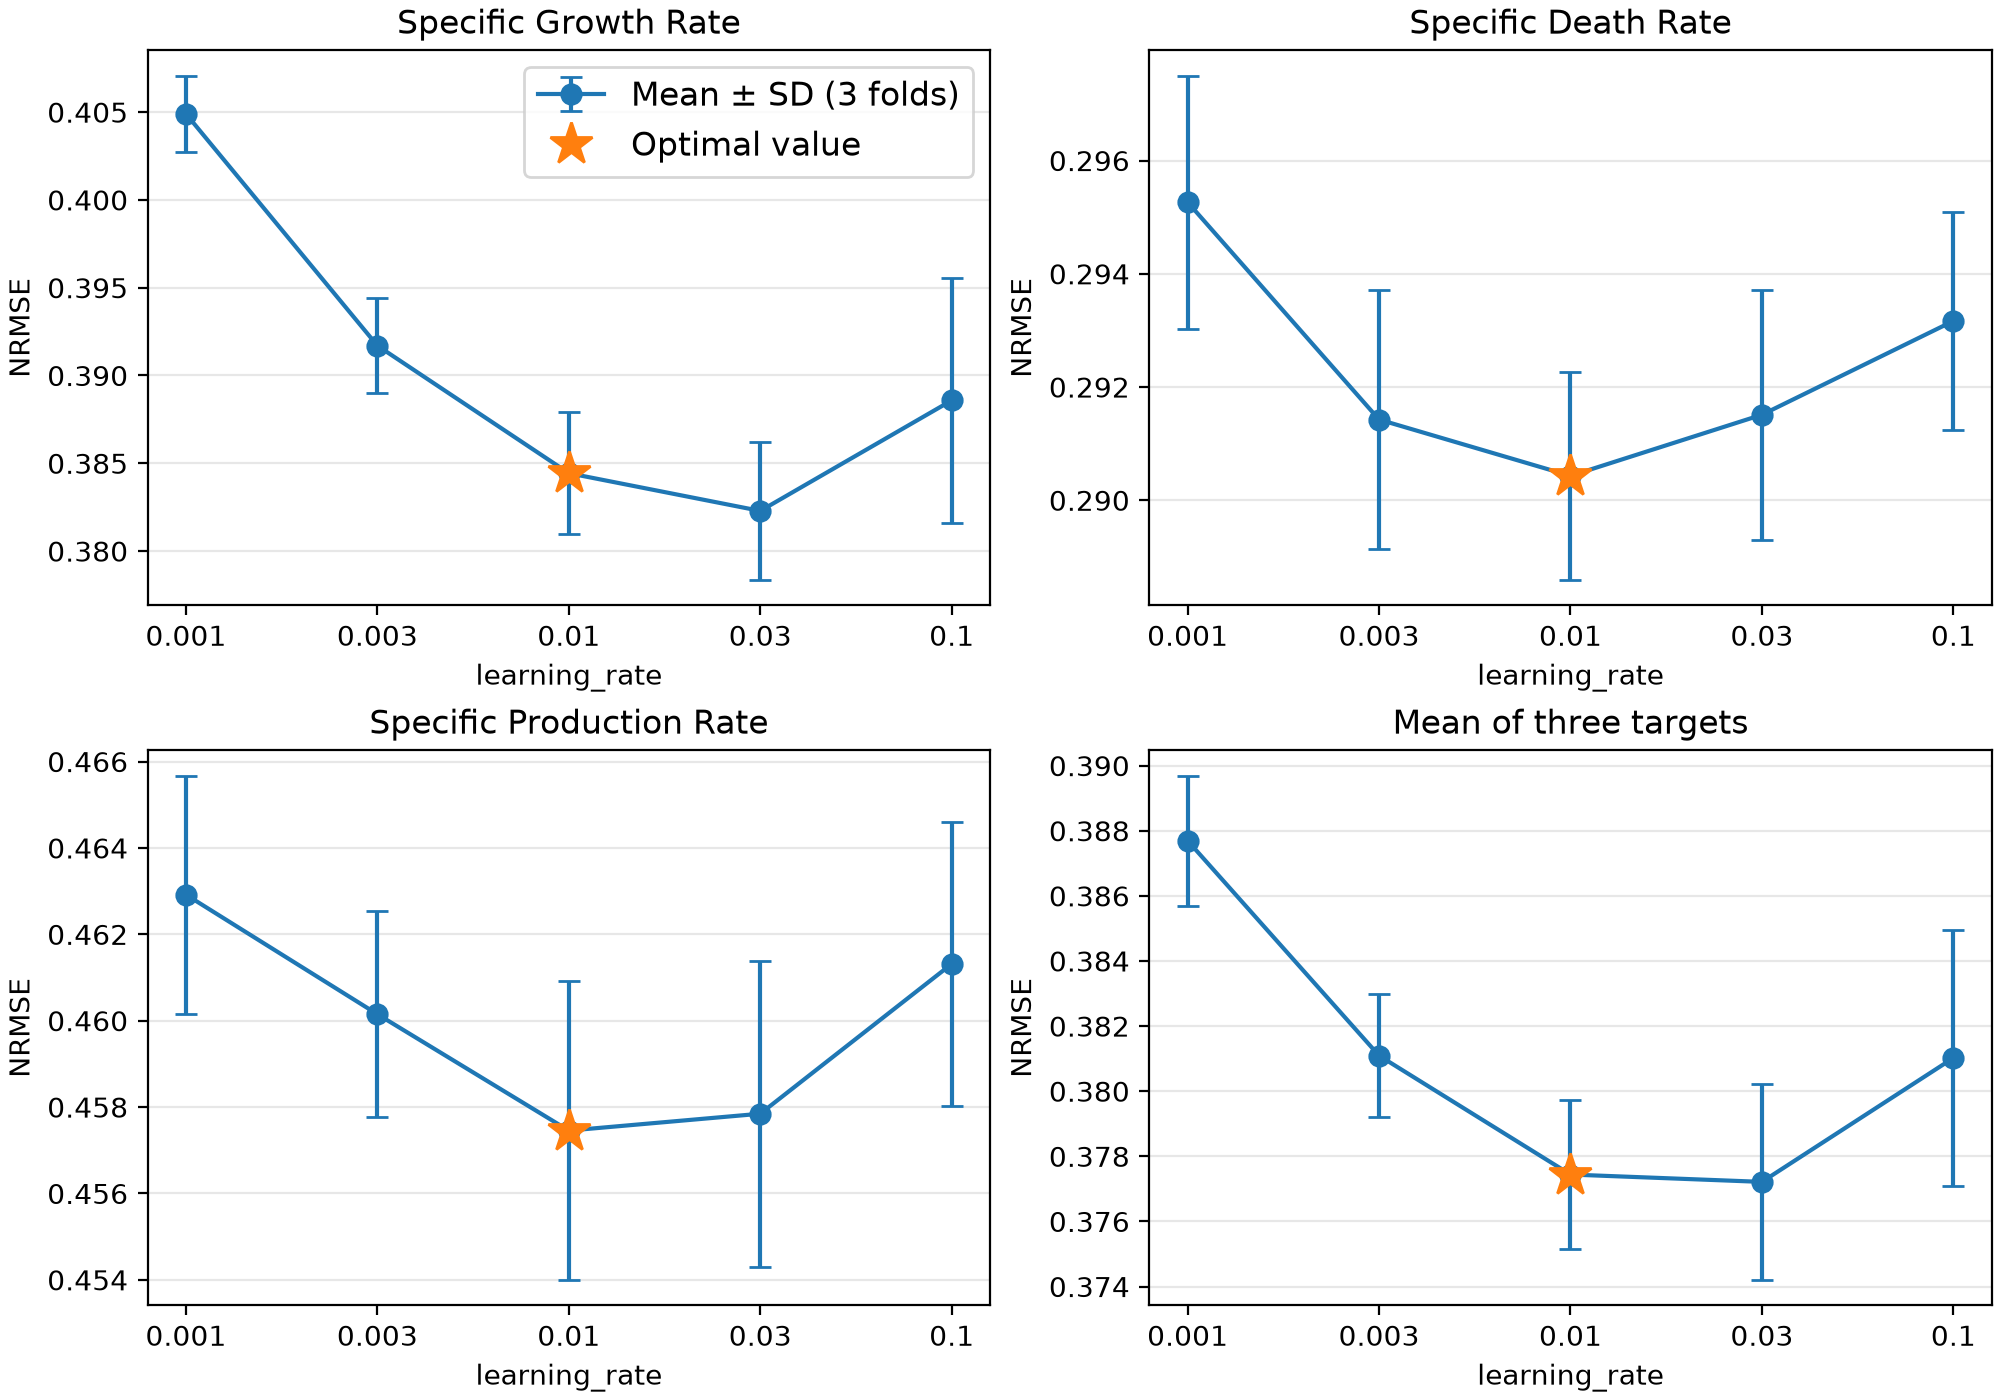 Specific Growth Rate
NRMSE
0.405
0.400
0.395
0.390
0.385
0.380
Mean ± SD (3 folds)
Optimal value
0.001 0.003 0.01 0.03 0.1
learning_rate
Specific Death Rate
NRMSE
0.296
0.294
0.292
0.290
0.001 0.003 0.01 0.03 0.1
learning_rate
Specific Production Rate
NRMSE
0.466
0.464
0.462
0.460
0.458
0.456
0.454
0.001 0.003 0.01 0.03 0.1
learning_rate
Mean of three targets
NRMSE
0.390
0.388
0.386
0.384
0.382
0.380
0.378
0.376
0.374
0.001 0.003 0.01 0.03 0.1
learning_rate